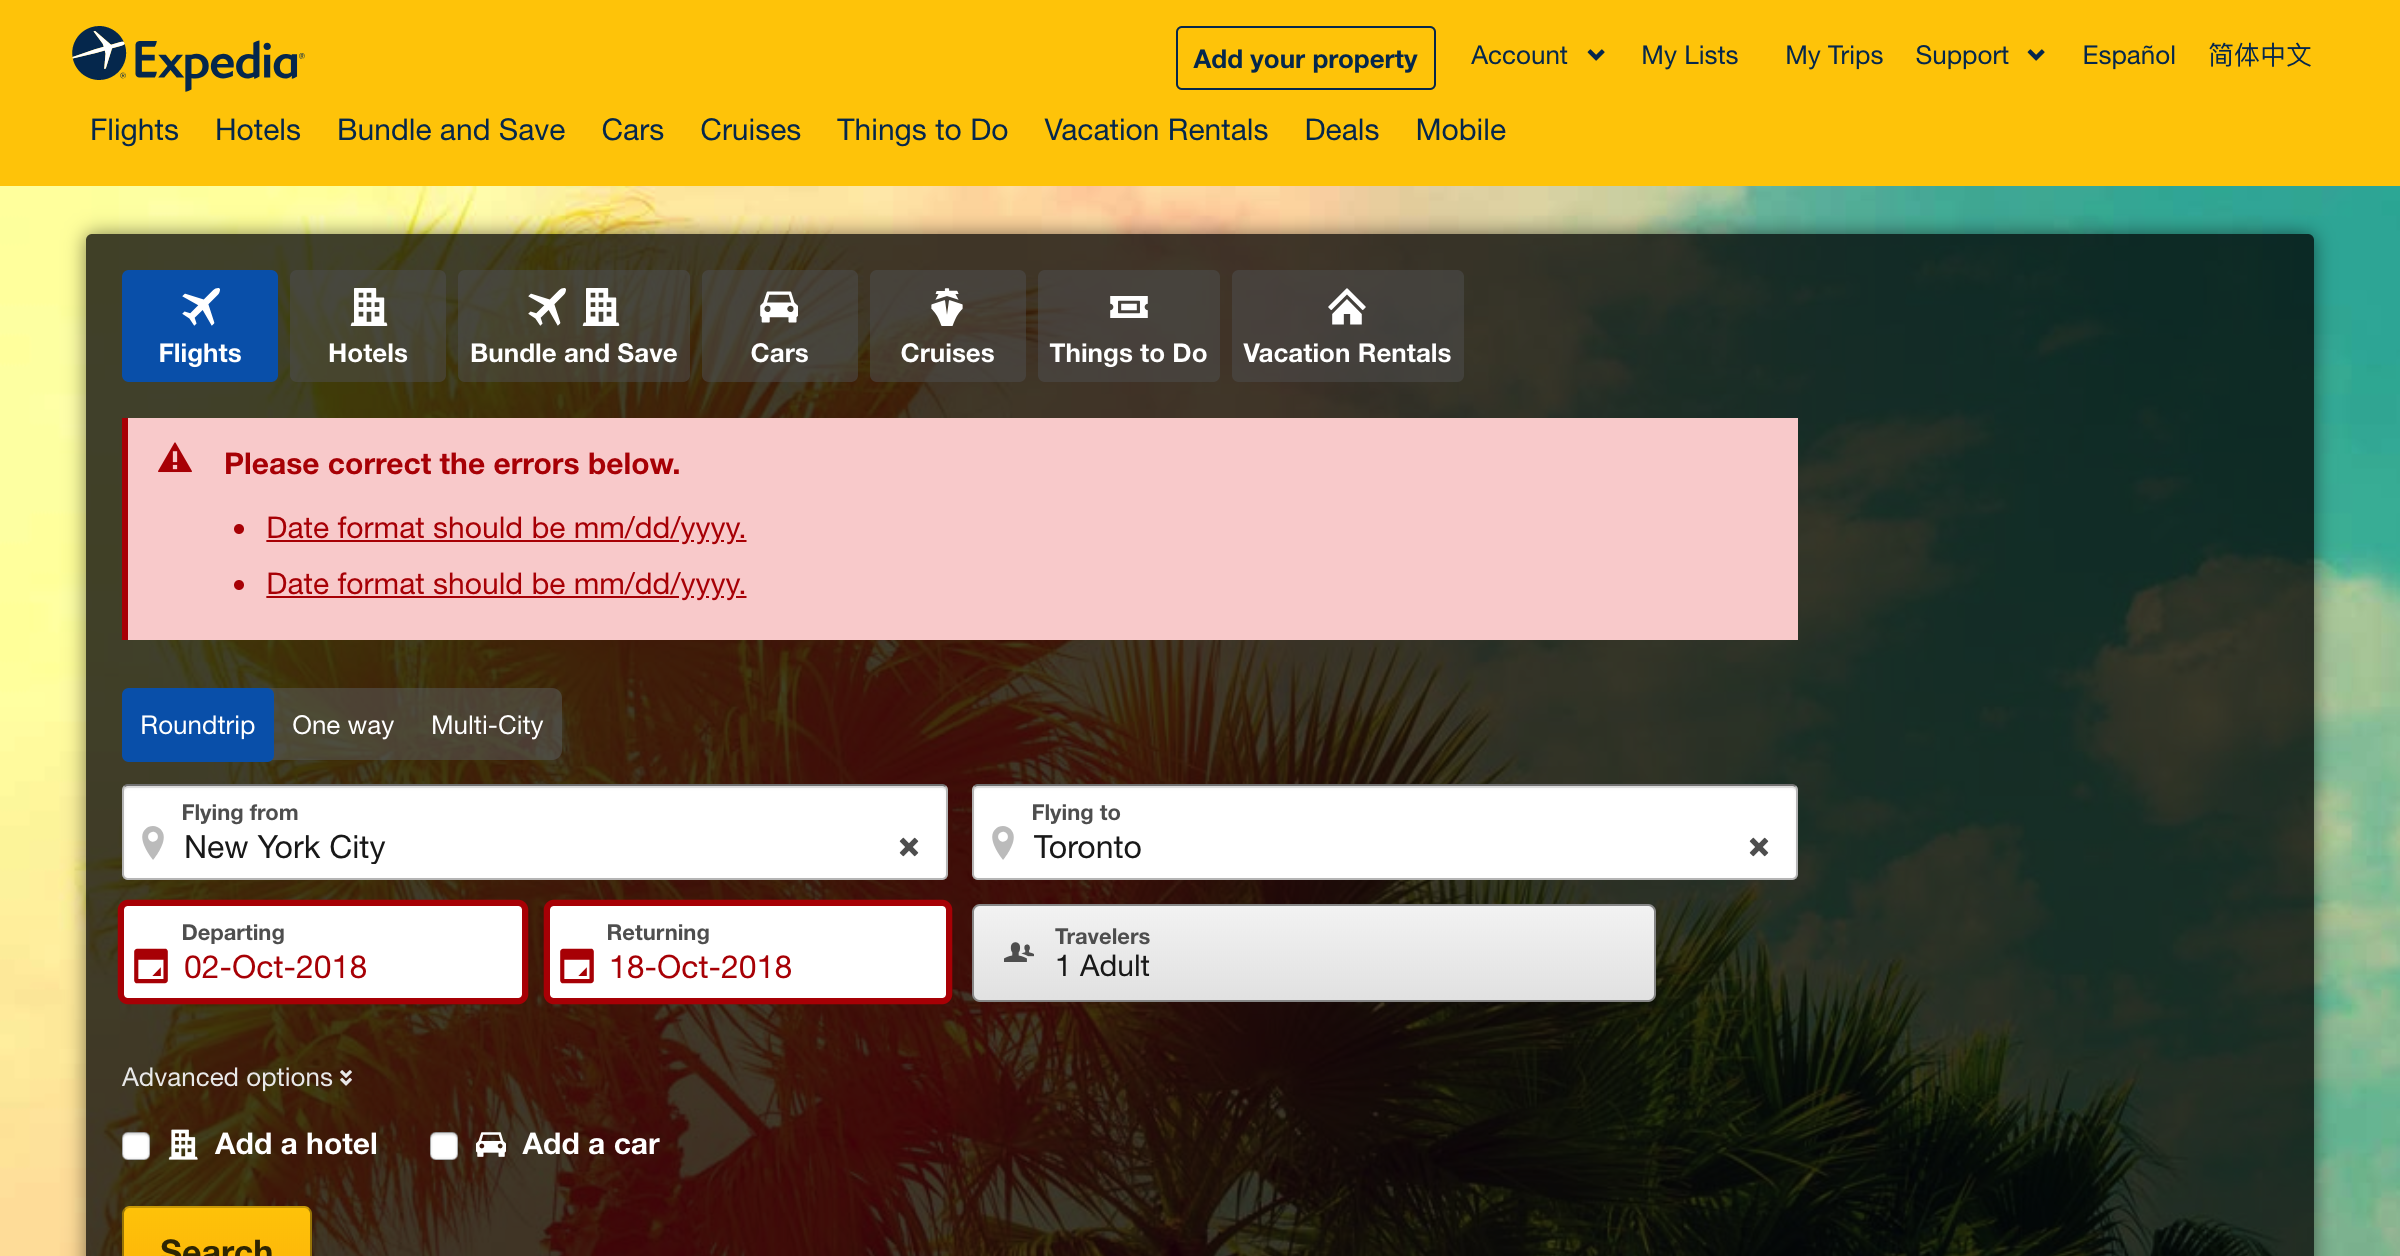 Expedia
Add your property Account My Lists My Trips Support Español 简体中文
Flights Hotels Bundle and Save Cars Cruises Things to Do Vacation Rentals Deals Mobile
Flights Hotels Bundle and Save Cars Cruises Things to Do Vacation Rentals
Please correct the errors below.
• Date format should be mm/dd/yyyy.
• Date format should be mm/dd/yyyy.
Roundtrip One way Multi-City
Flying from
New York City
Flying to
Toronto
Departing
02-Oct-2018
Returning
18-Oct-2018
Travelers
1 Adult
Advanced options
Add a hotel Add a car
Search